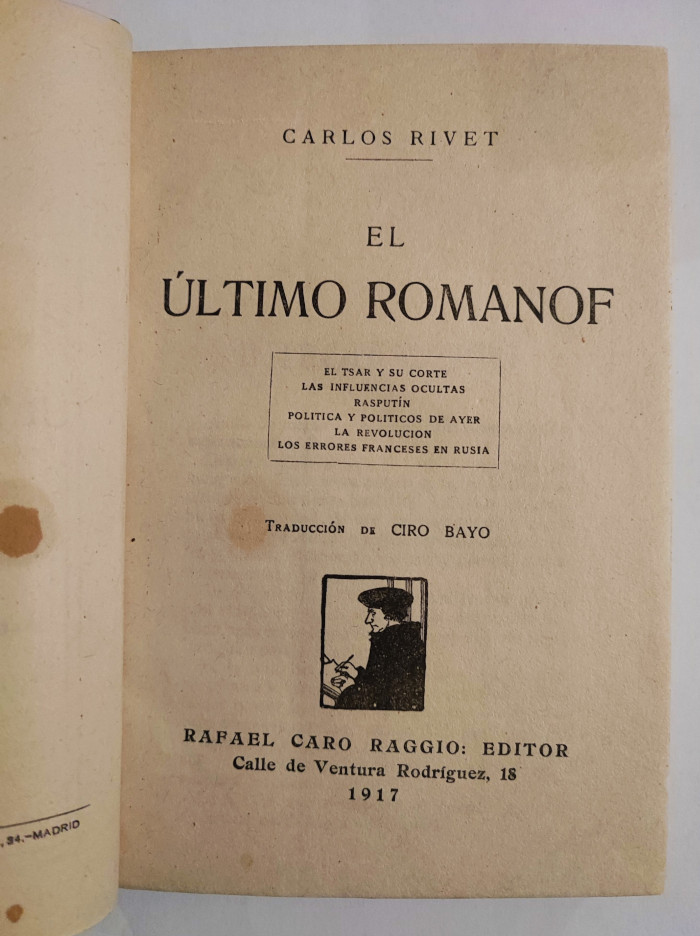 CARLOS RIVET
EL
ÚLTIMO ROMANOF
EL TSAR Y SU CORTE
LAS INFLUENCIAS OCULTAS
RASPUTÍN
POLITICA Y POLITICOS DE AYER
LA REVOLUCION
LOS ERRORES FRANCESES EN RUSIA
TRADUCCIÓN DE CIRO BAYO
RAFAEL CARO RAGGIO: EDITOR
Calle de Ventura Rodríguez, 18
1917
, 34.—MADRID